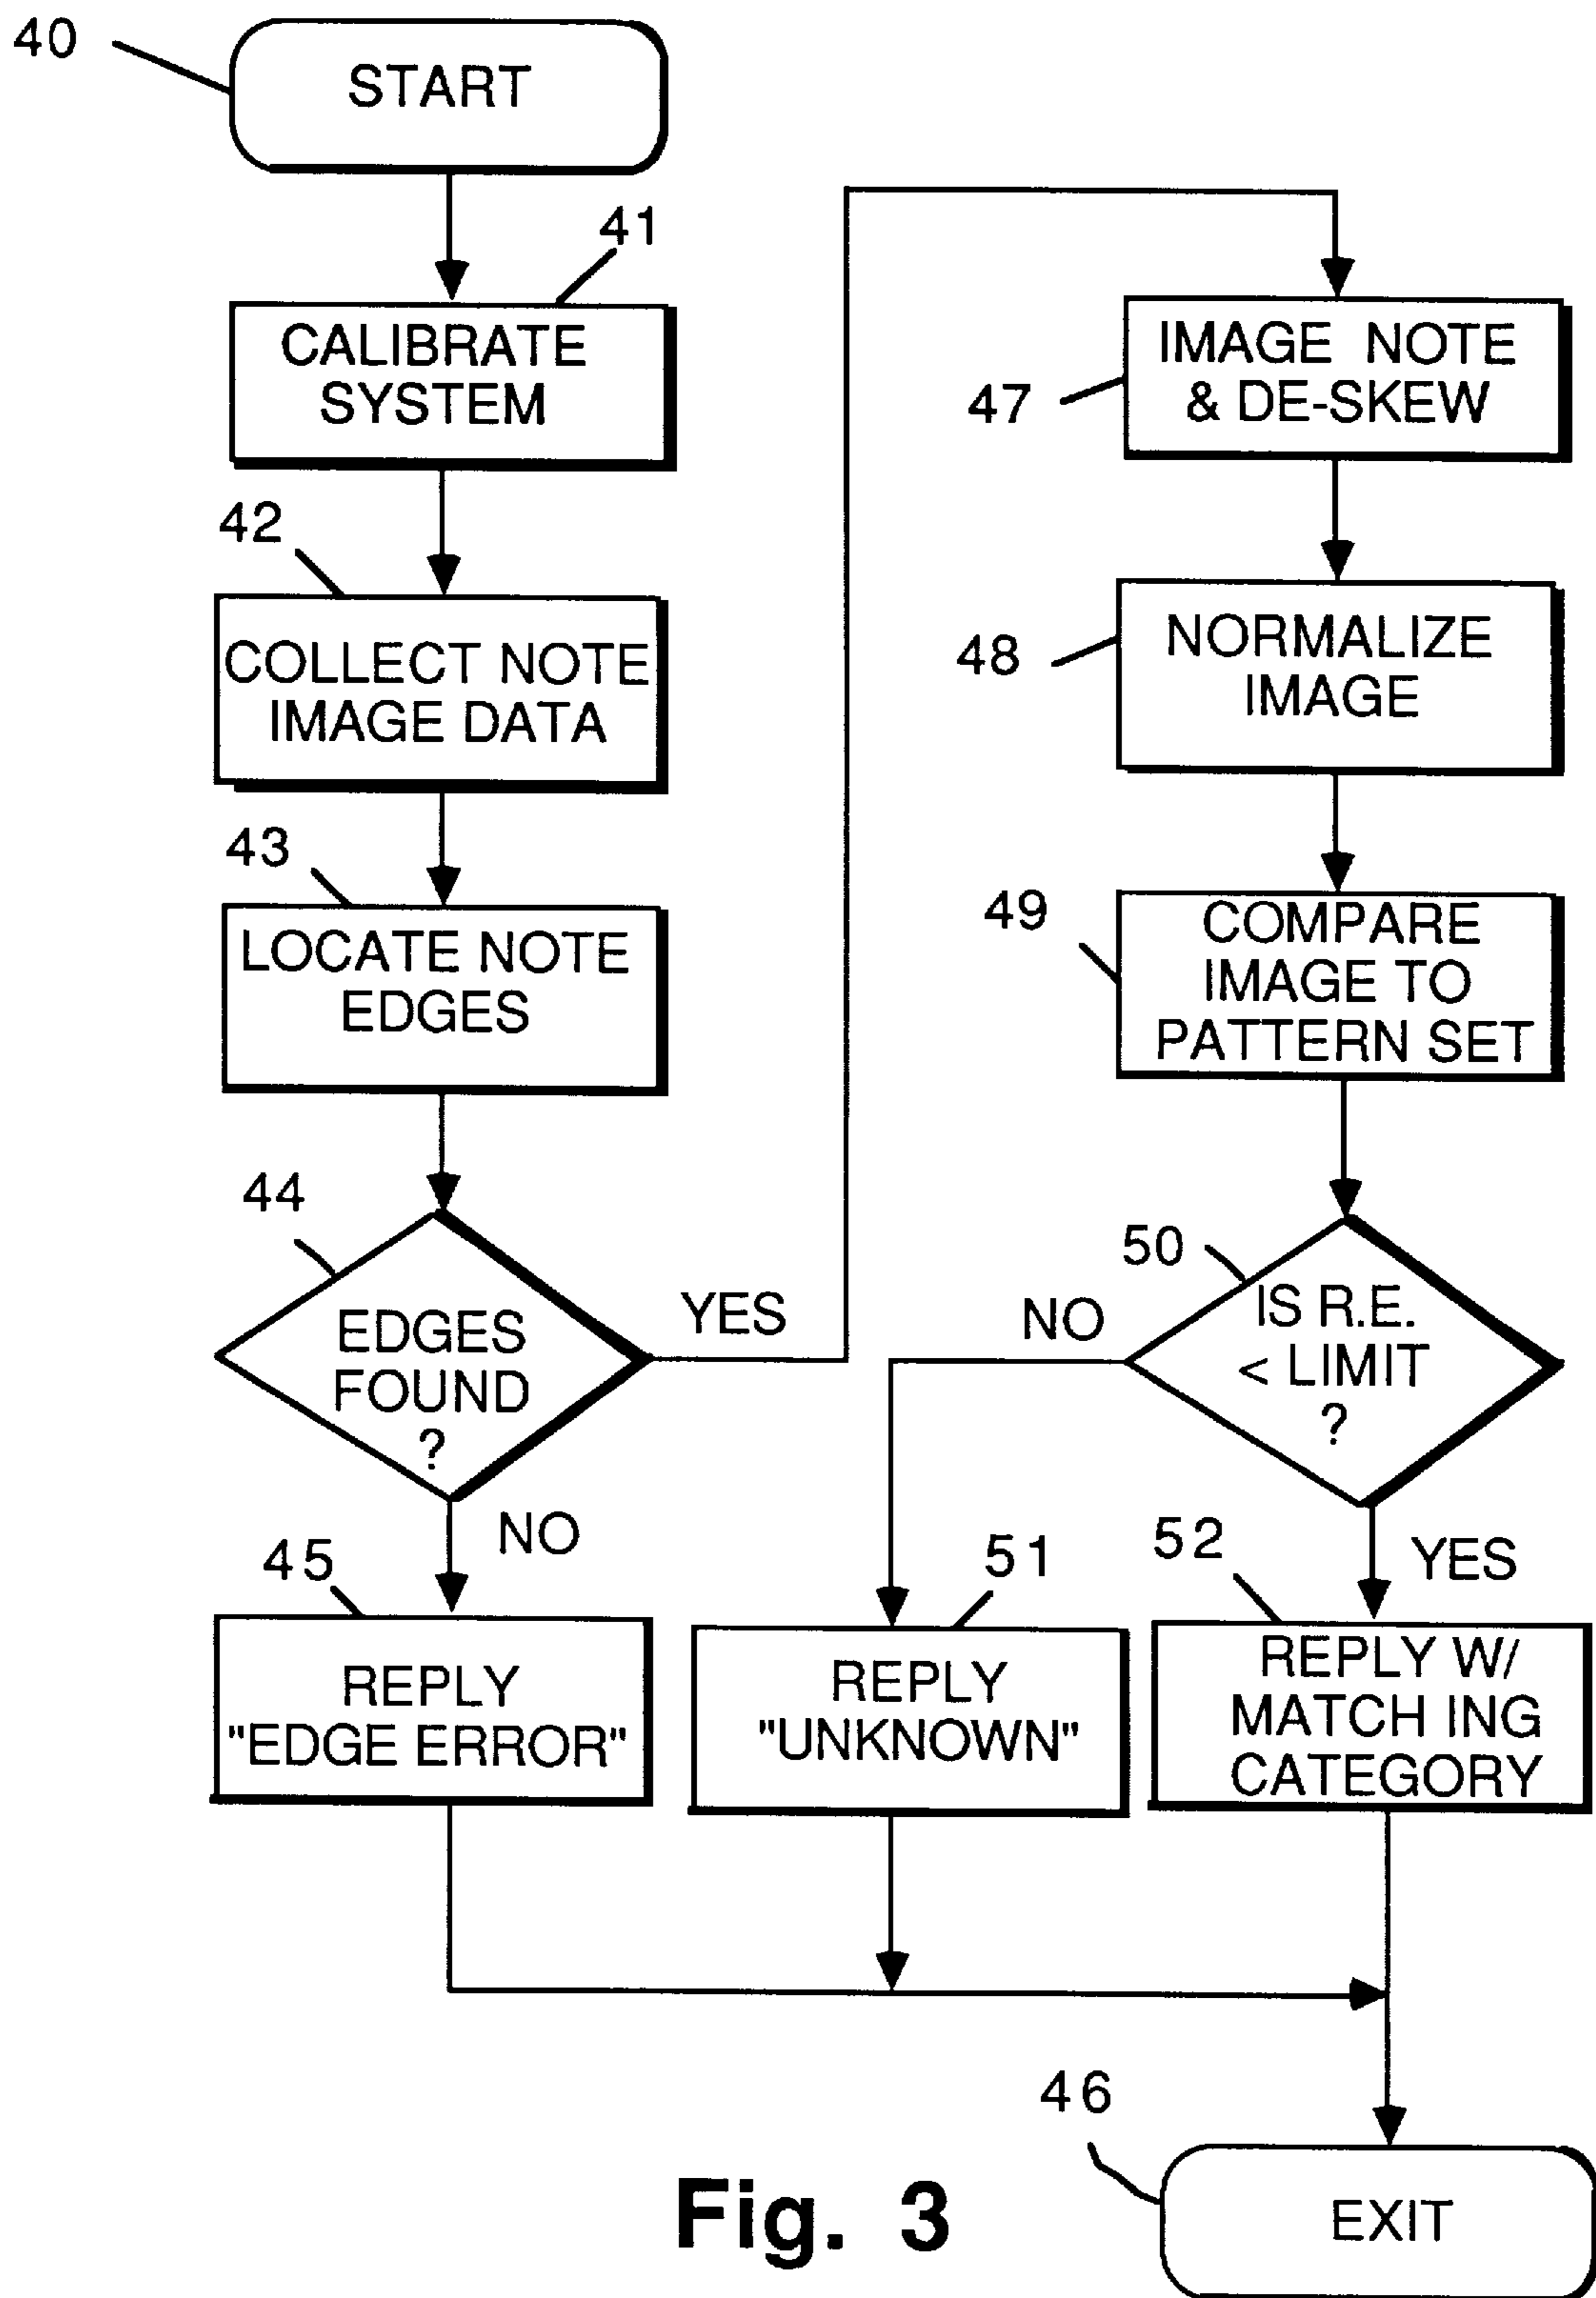 40
START
41
CALIBRATE
SYSTEM
42
COLLECT NOTE
IMAGE DATA
43
LOCATE NOTE
EDGES
44
EDGES
FOUND
?
YES
NO
45
REPLY
"EDGE ERROR"
47
IMAGE NOTE
& DE-SKEW
48
NORMALIZE
IMAGE
49
COMPARE
IMAGE TO
PATTERN SET
50
IS R.E.
< LIMIT
?
NO
YES
51
REPLY
"UNKNOWN"
52
REPLY W/
MATCH ING
CATEGORY
46
EXIT
Fig. 3